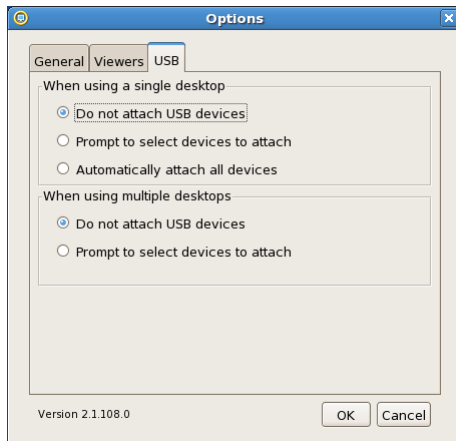 Options
General Viewers USB
When using a single desktop
Do not attach USB devices
Prompt to select devices to attach
Automatically attach all devices
When using multiple desktops
Do not attach USB devices
Prompt to select devices to attach
Version 2.1.108.0 OK Cancel